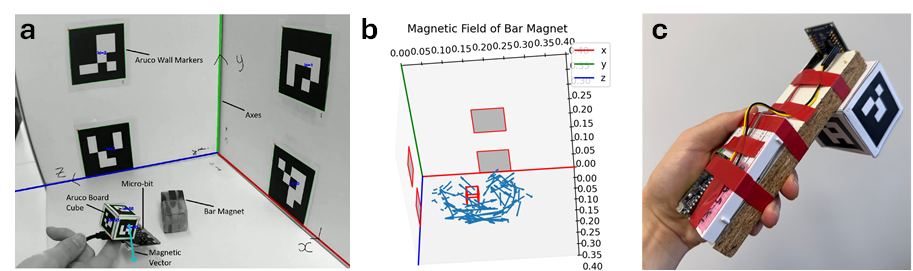 a
Aruco Wall Markers
y
Axes
z
Micro-bit
Aruco Board
Cube
Bar Magnet
Magnetic
Vector
x
b
Magnetic Field of Bar Magnet
0.00 0.05 0.10 0.15 0.20 0.25 0.30 0.35 0.40
x
y
z
0.25
0.20
0.15
0.10
0.05
0.00
0.00
0.05
0.10
0.15
0.20
0.25
0.30
0.35
0.40
c